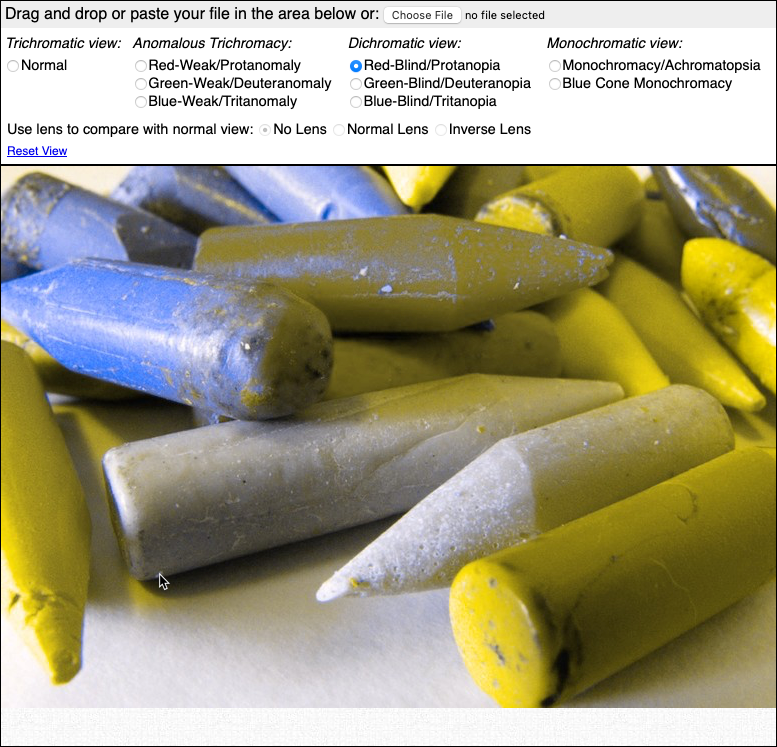 Drag and drop or paste your file in the area below or: Choose File no file selected
Trichromatic view: Anomalous Trichromacy: Dichromatic view: Monochromatic view:
Normal Red-Weak/Protanomaly Red-Blind/Protanopia Monochromacy/Achromatopsia
Green-Weak/Deuteranomaly Green-Blind/Deuteranopia Blue Cone Monochromacy
Blue-Weak/Tritanomaly Blue-Blind/Tritanopia
Use lens to compare with normal view: No Lens Normal Lens Inverse Lens
Reset View